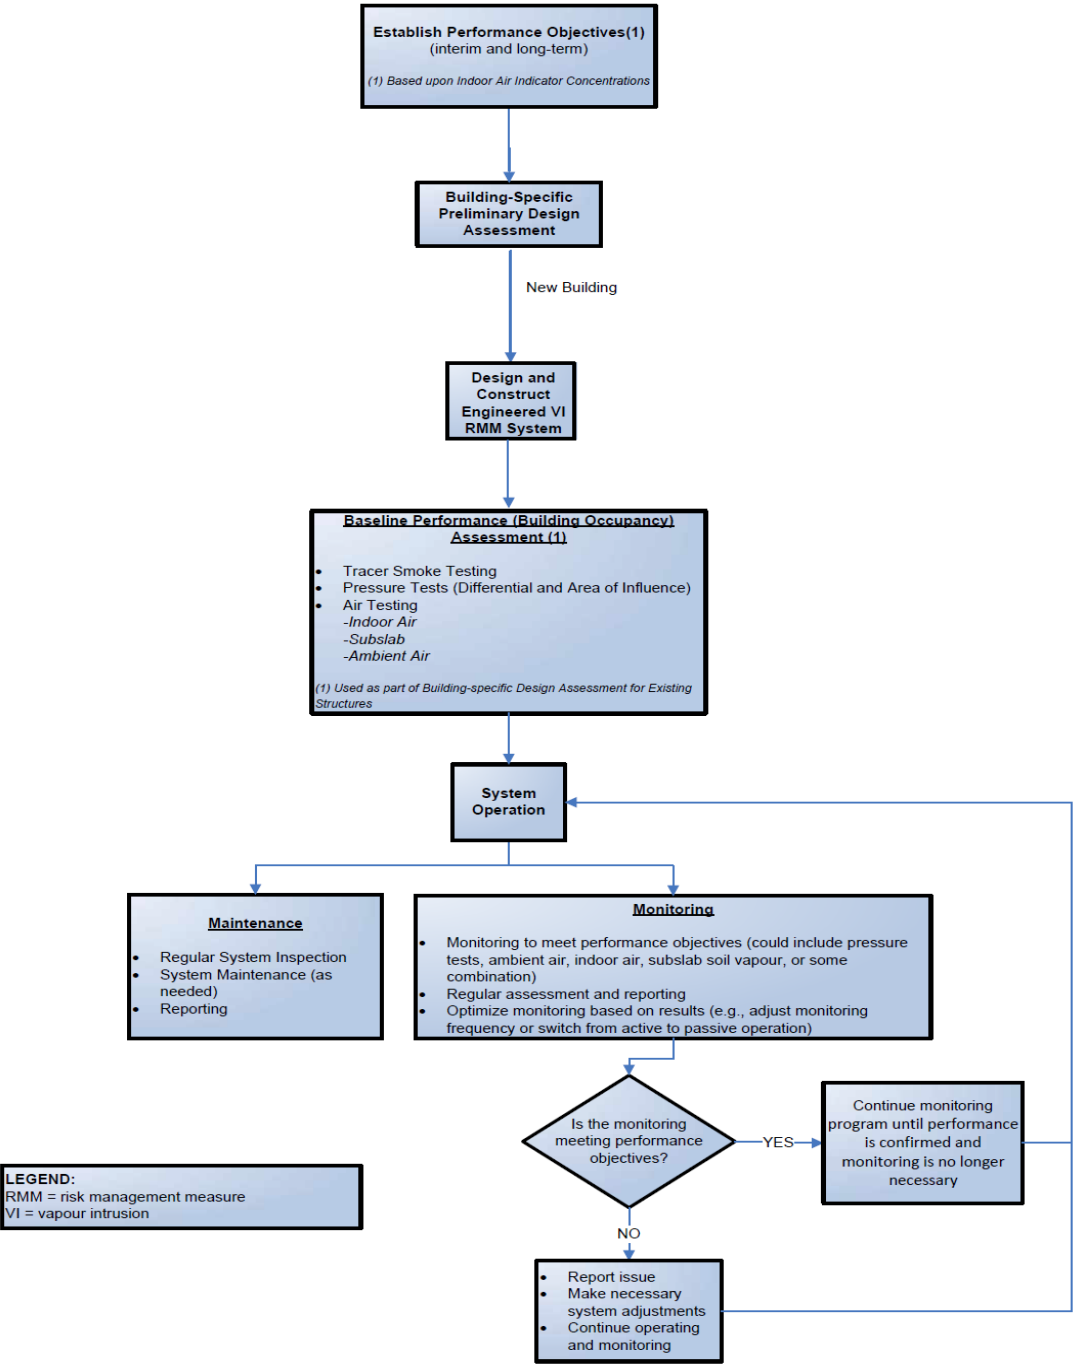 Establish Performance Objectives(1)
(interim and long-term)
(1) Based upon Indoor Air Indicator Concentrations
Building-Specific
Preliminary Design
Assessment
New Building
Design and
Construct
Engineered VI
RMM System
Baseline Performance (Building Occupancy)
Assessment (1)
• Tracer Smoke Testing
• Pressure Tests (Differential and Area of Influence)
• Air Testing
-Indoor Air
-Subslab
-Ambient Air
(1) Used as part of Building-specific Design Assessment for Existing
Structures
System
Operation
Maintenance
• Regular System Inspection
• System Maintenance (as
needed)
• Reporting
Monitoring
• Monitoring to meet performance objectives (could include pressure
tests, ambient air, indoor air, subslab soil vapour, or some
combination)
• Regular assessment and reporting
• Optimize monitoring based on results (e.g., adjust monitoring
frequency or switch from active to passive operation)
Is the monitoring
meeting performance
objectives?
YES
Continue monitoring
program until performance
is confirmed and
monitoring is no longer
necessary
NO
• Report issue
• Make necessary
system adjustments
• Continue operating
and monitoring
LEGEND:
RMM = risk management measure
VI = vapour intrusion